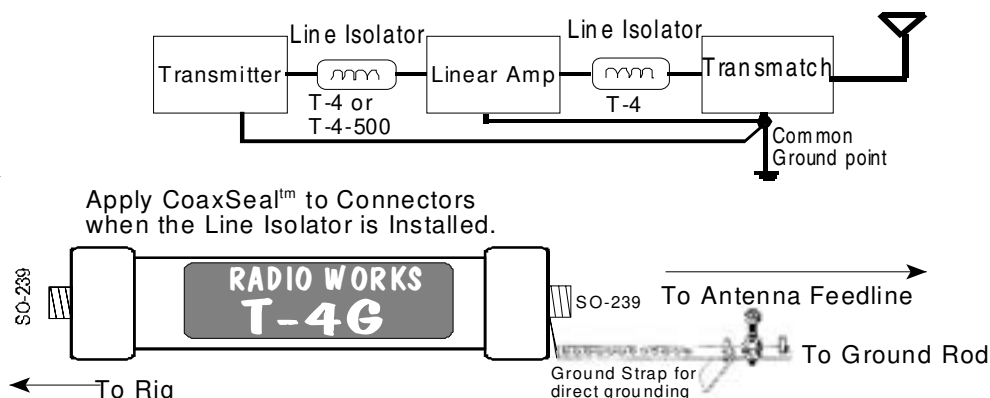 Line Isolator
Line Isolator
Transmitter
Linear Amp
Transmatch
T-4 or
T-4-500
T-4
Common
Ground point
Apply CoaxSeal™ to Connectors
when the Line Isolator is Installed.
SO-239
RADIO WORKS
T-4G
SO-239
To Antenna Feedline
To Ground Rod
Ground Strap for
direct grounding
To Rig